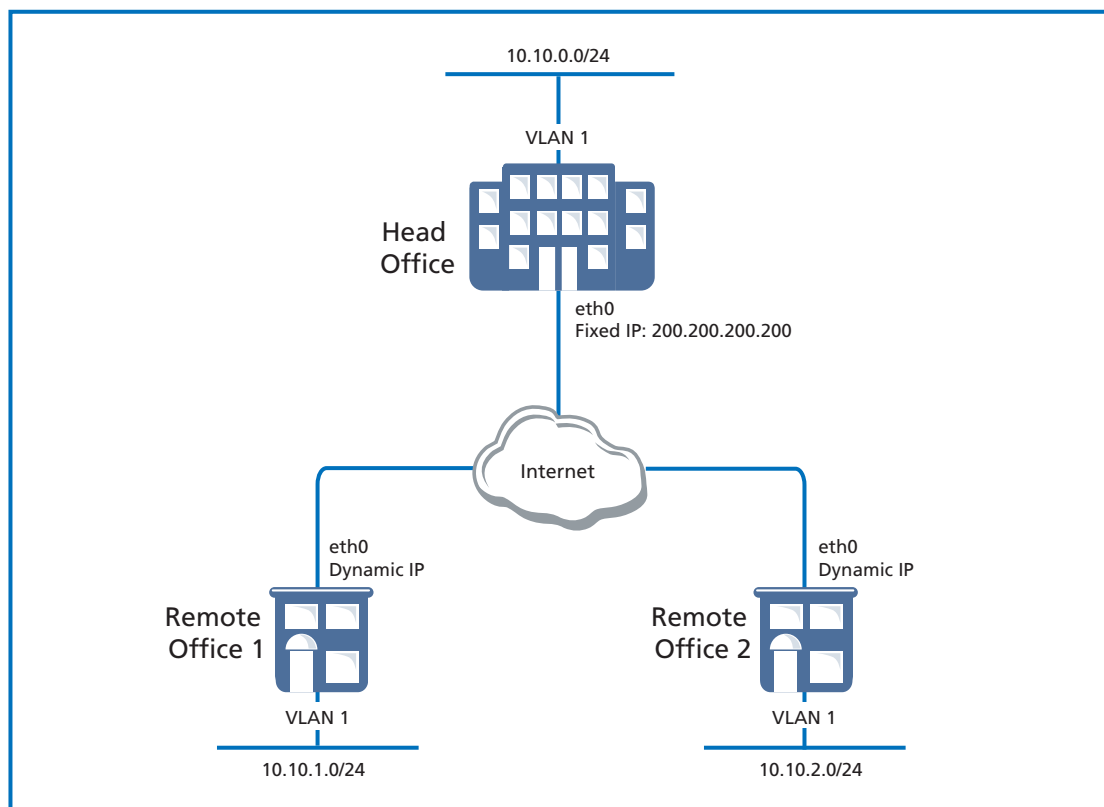 10.10.0.0/24
VLAN 1
Head
Office
eth0
Fixed IP: 200.200.200.200
Internet
eth0
Dynamic IP
Remote
Office 1
VLAN 1
10.10.1.0/24
eth0
Dynamic IP
Remote
Office 2
VLAN 1
10.10.2.0/24